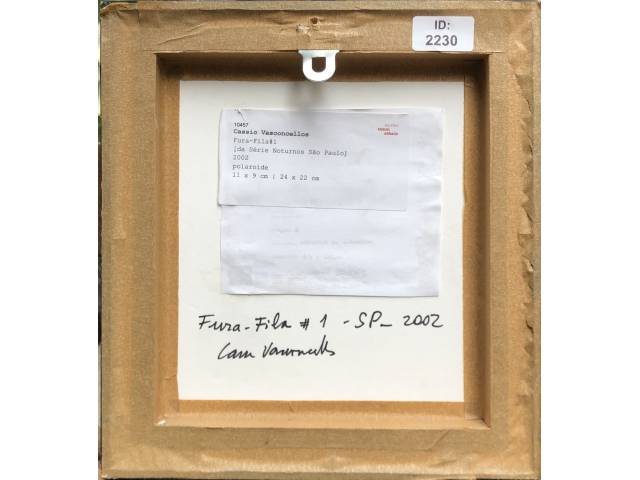 ID:
2230
10457
Cassio Vasconcellos
Fura-Fila#1
[da Série Noturnos São Paulo]
2002
polaroide
11 x 9 cm | 24 x 22 cm
Fura-Fila # 1 - SP_ 2002